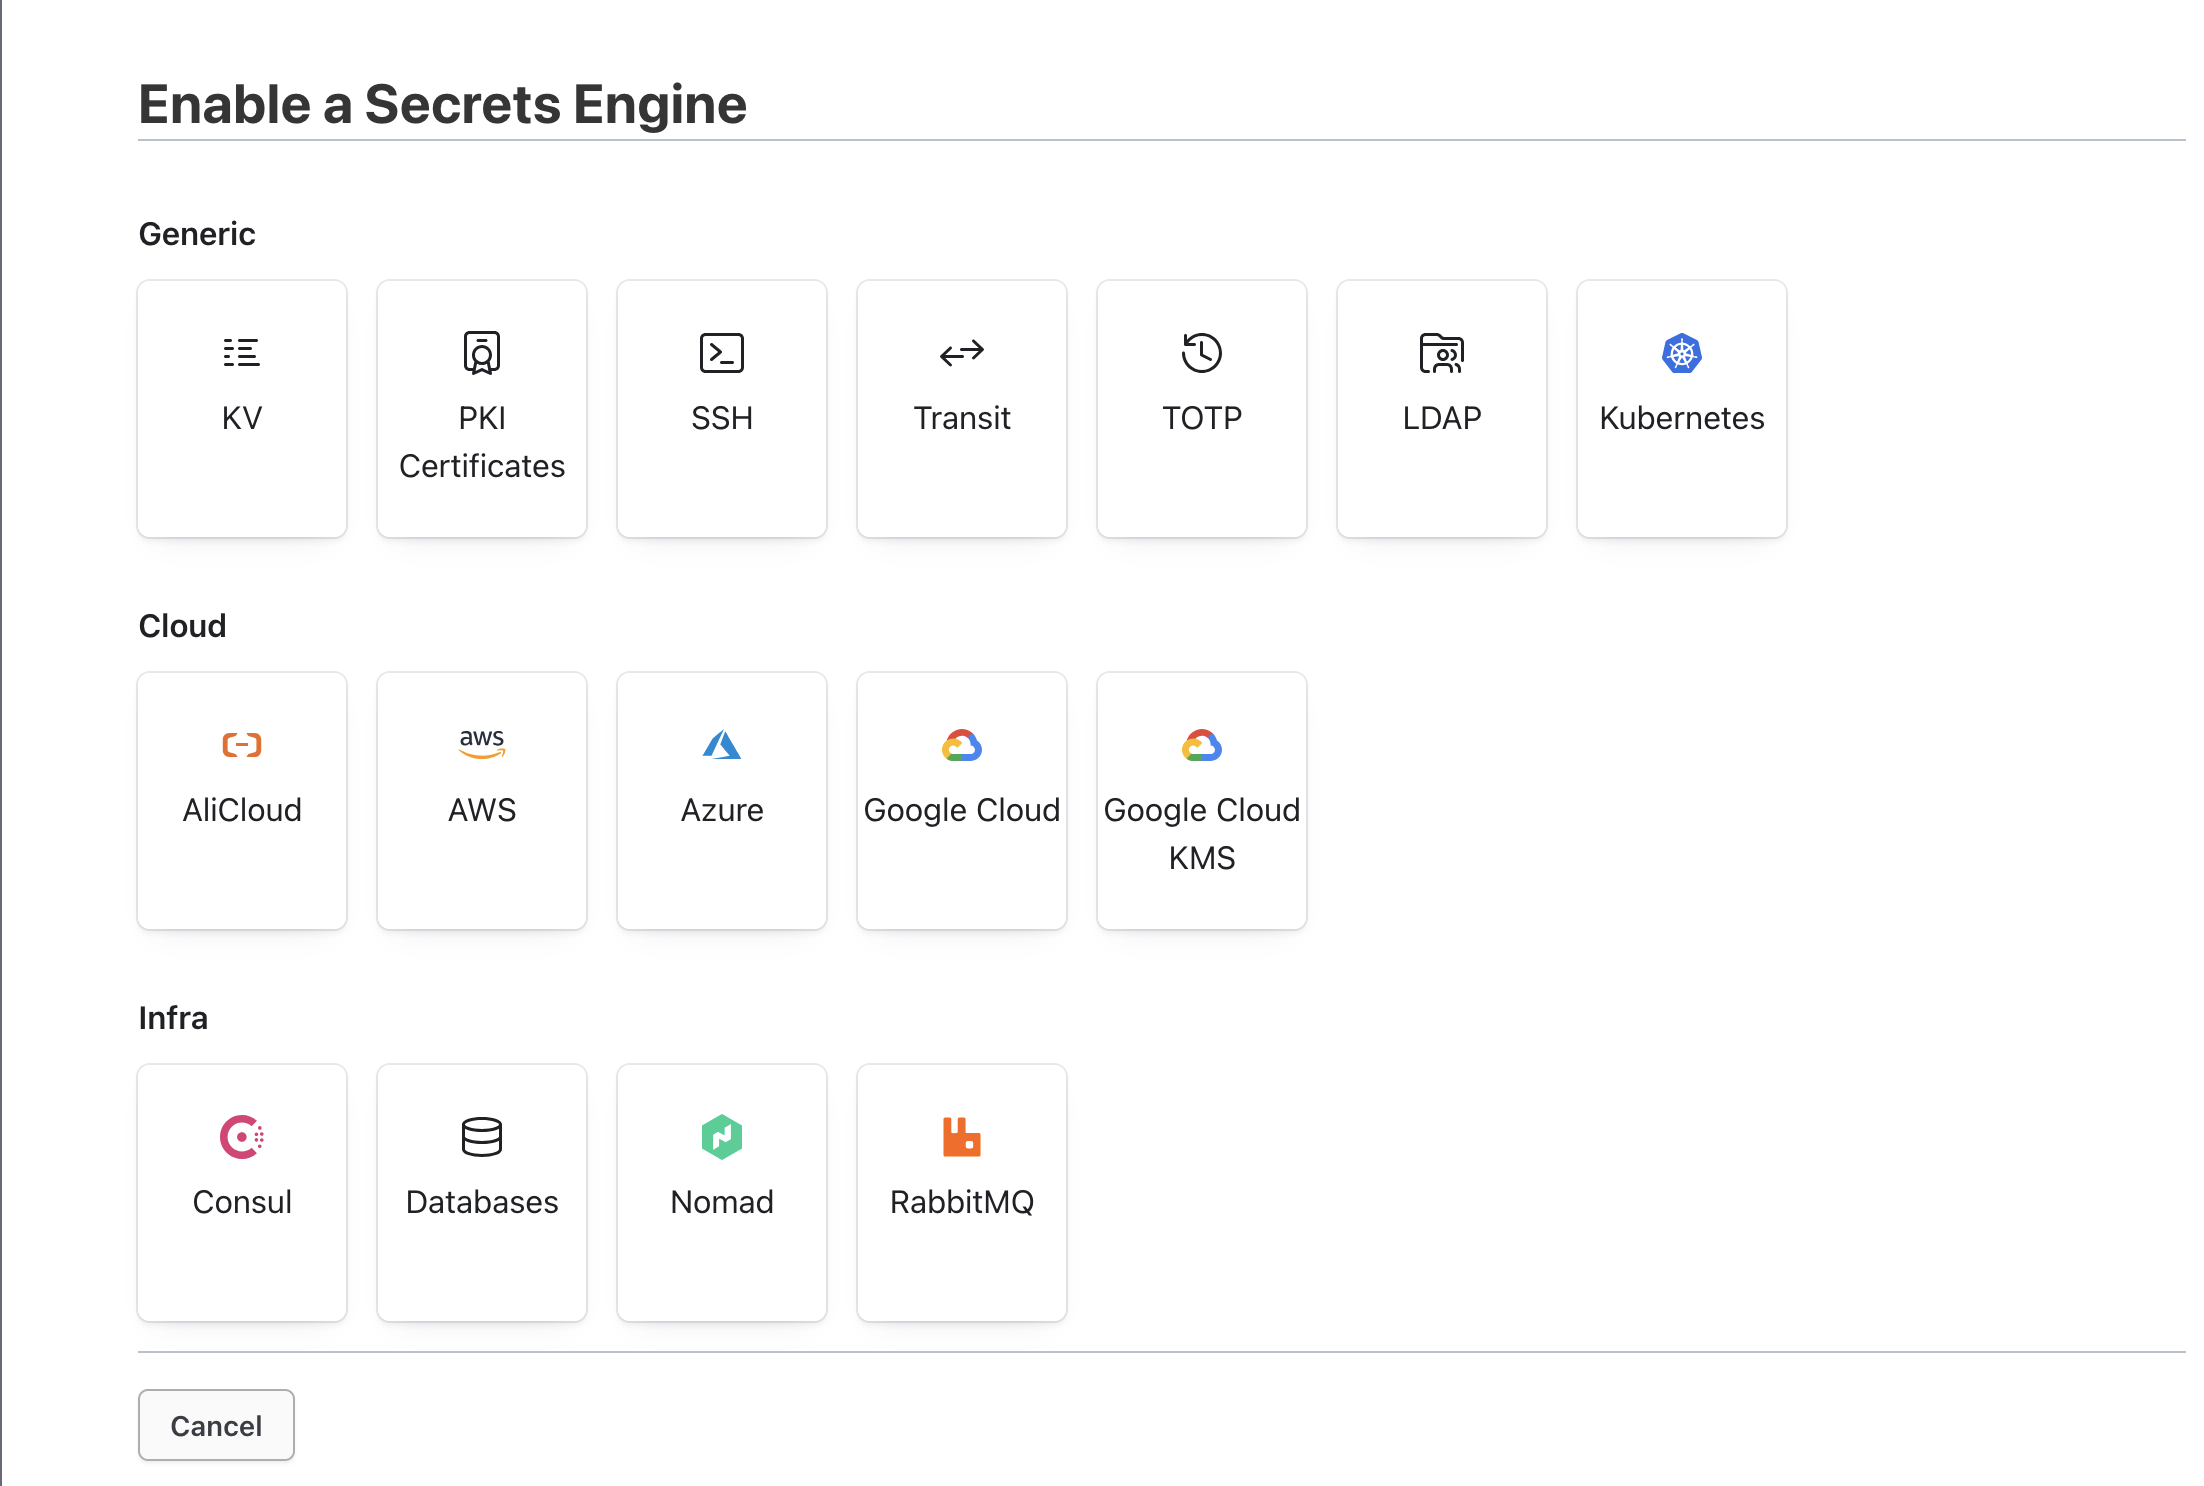 Enable a Secrets Engine
Generic
KV
PKI
Certificates
SSH
Transit
TOTP
LDAP
Kubernetes
Cloud
AliCloud
aws
AWS
Azure
Google Cloud
Google Cloud
KMS
Infra
Consul
Databases
Nomad
RabbitMQ
Cancel